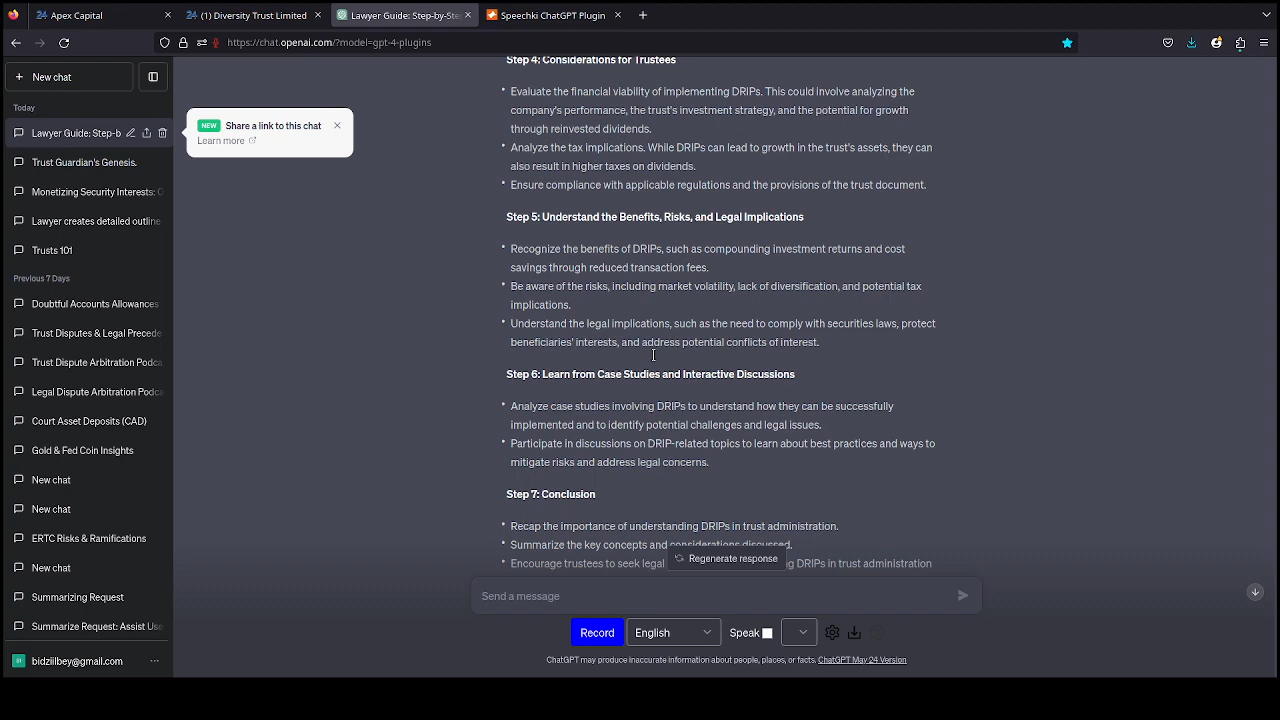 Apex Capital
(1) Diversity Trust Limited
Lawyer Guide: Step-by-Ste
Speechki ChatGPT Plugin
https://chat.openai.com/?model=gpt-4-plugins
New chat
Today
Lawyer Guide: Step-b
Trust Guardian's Genesis.
Monetizing Security Interests: O
Lawyer creates detailed outline
Trusts 101
Previous 7 Days
Doubtful Accounts Allowances
Trust Disputes & Legal Precede
Trust Dispute Arbitration Podca
Legal Dispute Arbitration Podca
Court Asset Deposits (CAD)
Gold & Fed Coin Insights
New chat
New chat
ERTC Risks & Ramifications
New chat
Summarizing Request
Summarize Request: Assist Use
bidziilbey@gmail.com
NEW Share a link to this chat
Learn more
Step 4: Considerations for Trustees
Evaluate the financial viability of implementing DRIPs. This could involve analyzing the
company's performance, the trust's investment strategy, and the potential for growth
through reinvested dividends.
Analyze the tax implications. While DRIPs can lead to growth in the trust's assets, they can
also result in higher taxes on dividends.
Ensure compliance with applicable regulations and the provisions of the trust document.
Step 5: Understand the Benefits, Risks, and Legal Implications
Recognize the benefits of DRIPs, such as compounding investment returns and cost
savings through reduced transaction fees.
Be aware of the risks, including market volatility, lack of diversification, and potential tax
implications.
Understand the legal implications, such as the need to comply with securities laws, protect
beneficiaries' interests, and address potential conflicts of interest.
Step 6: Learn from Case Studies and Interactive Discussions
Analyze case studies involving DRIPs to understand how they can be successfully
implemented and to identify potential challenges and legal issues.
Participate in discussions on DRIP-related topics to learn about best practices and ways to
mitigate risks and address legal concerns.
Step 7: Conclusion
Recap the importance of understanding DRIPs in trust administration.
Summarize the key concepts and considerations discussed.
Encourage trustees to seek legal g DRIPs in trust administration
Regenerate response
Send a message
Record
English
Speak
ChatGPT may produce inaccurate information about people, places, or facts. ChatGPT May 24 Version